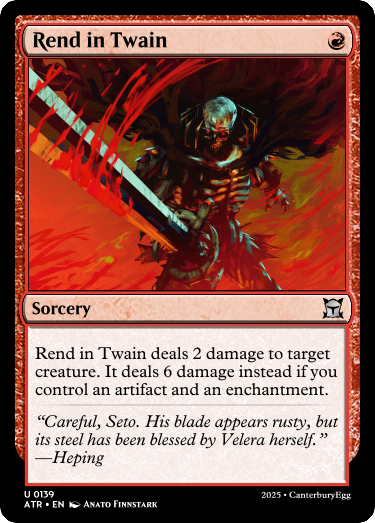 Rend in Twain
Sorcery
Rend in Twain deals 2 damage to target
creature. It deals 6 damage instead if you
control an artifact and an enchantment.
“Careful, Seto. His blade appears rusty, but
its steel has been blessed by Velera herself.”
—Heping
U 0139
ATR • EN Anato Finnstark
2025 • CanterburyEgg